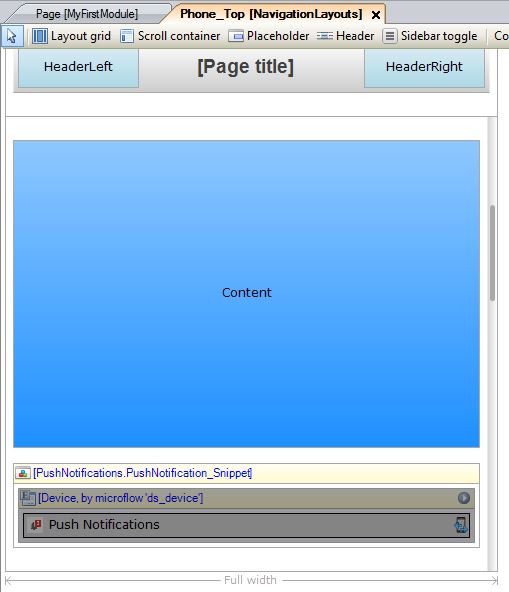 Page [MyFirstModule]
Phone_Top [NavigationLayouts]
Layout grid Scroll container Placeholder Header Sidebar toggle Co
HeaderLeft [Page title] HeaderRight
Content
[PushNotifications.PushNotification_Snippet]
[Device, by microflow 'ds_device']
Push Notifications
Full width